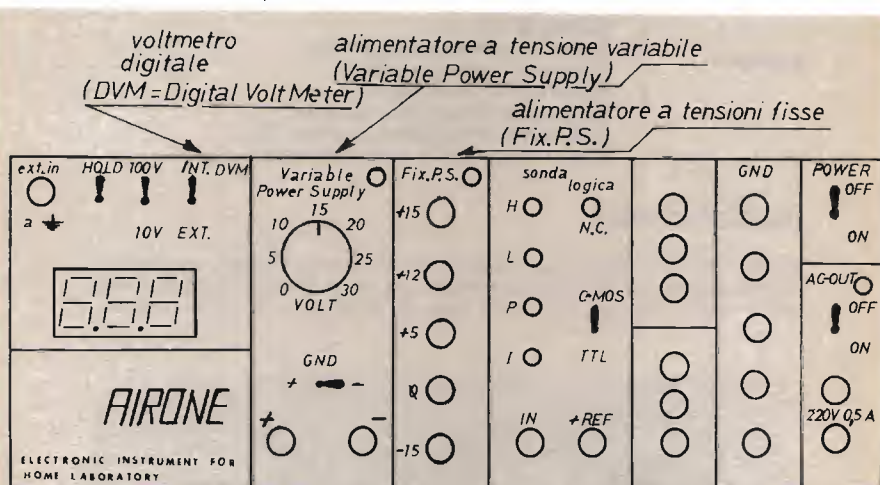 voltmetro
digitale
(DVM=Digital VoltMeter)
alimentatore a tensione variabile
(Variable Power Supply)
alimentatore a tensioni fisse
(Fix.P.S.)
ext.in
HOLD 100V INT. DVM
a
10V EXT.
AIRONE
ELECTRONIC INSTRUMENT FOR
HOME LABORATORY
Variable
Power Supply
15
10 20
5 25
0 30
VOLT
GND
+ -
+ -
Fix.P.S.
+15
+12
+5
-15
sonda
logica
H
N.C.
L
P
C-MOS
I
TTL
IN +REF
GND
POWER
OFF
ON
AC-OUT
OFF
ON
220V 0,5 A